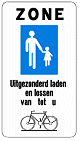 ZONE
Uitgezonderd laden
en lossen
van tot u